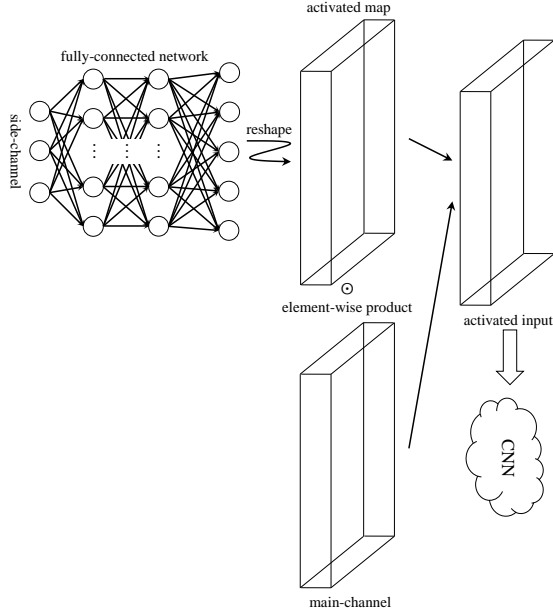 activated map
fully-connected network
side-channel
reshape
⊙
element-wise product
activated input
CNN
main-channel